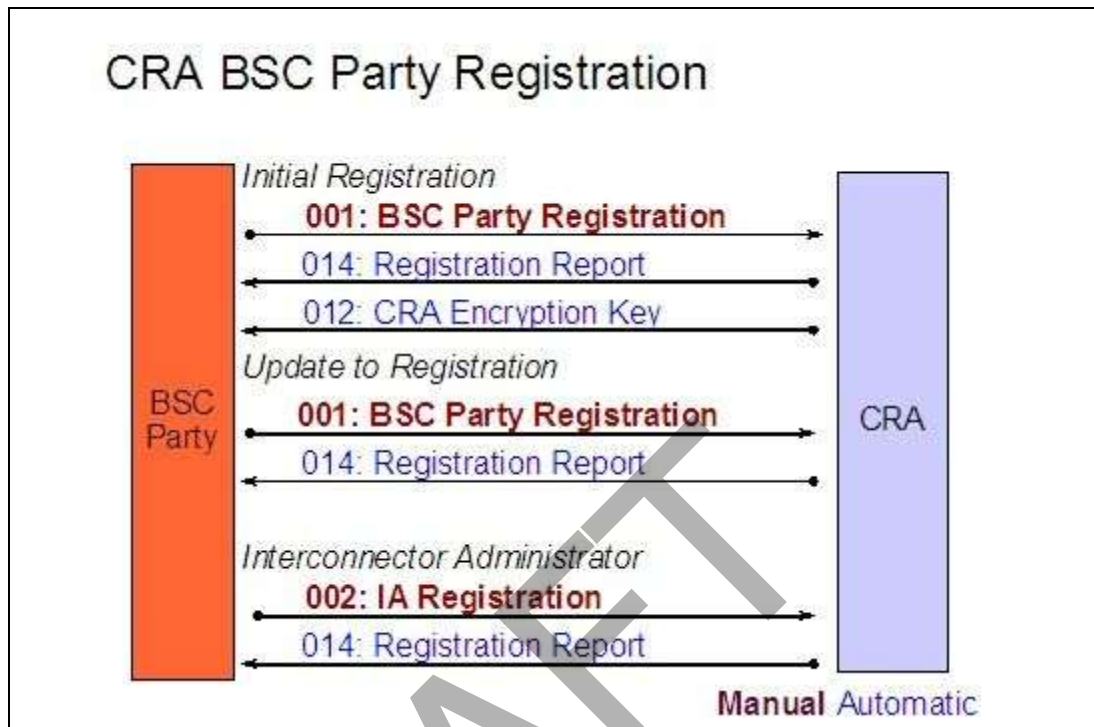 CRA BSC Party Registration
Initial Registration
001: BSC Party Registration
014: Registration Report
012: CRA Encryption Key
Update to Registration
BSC
Party
001: BSC Party Registration
CRA
014: Registration Report
Interconnector Administrator
002: IA Registration
014: Registration Report
Manual Automatic
AFT